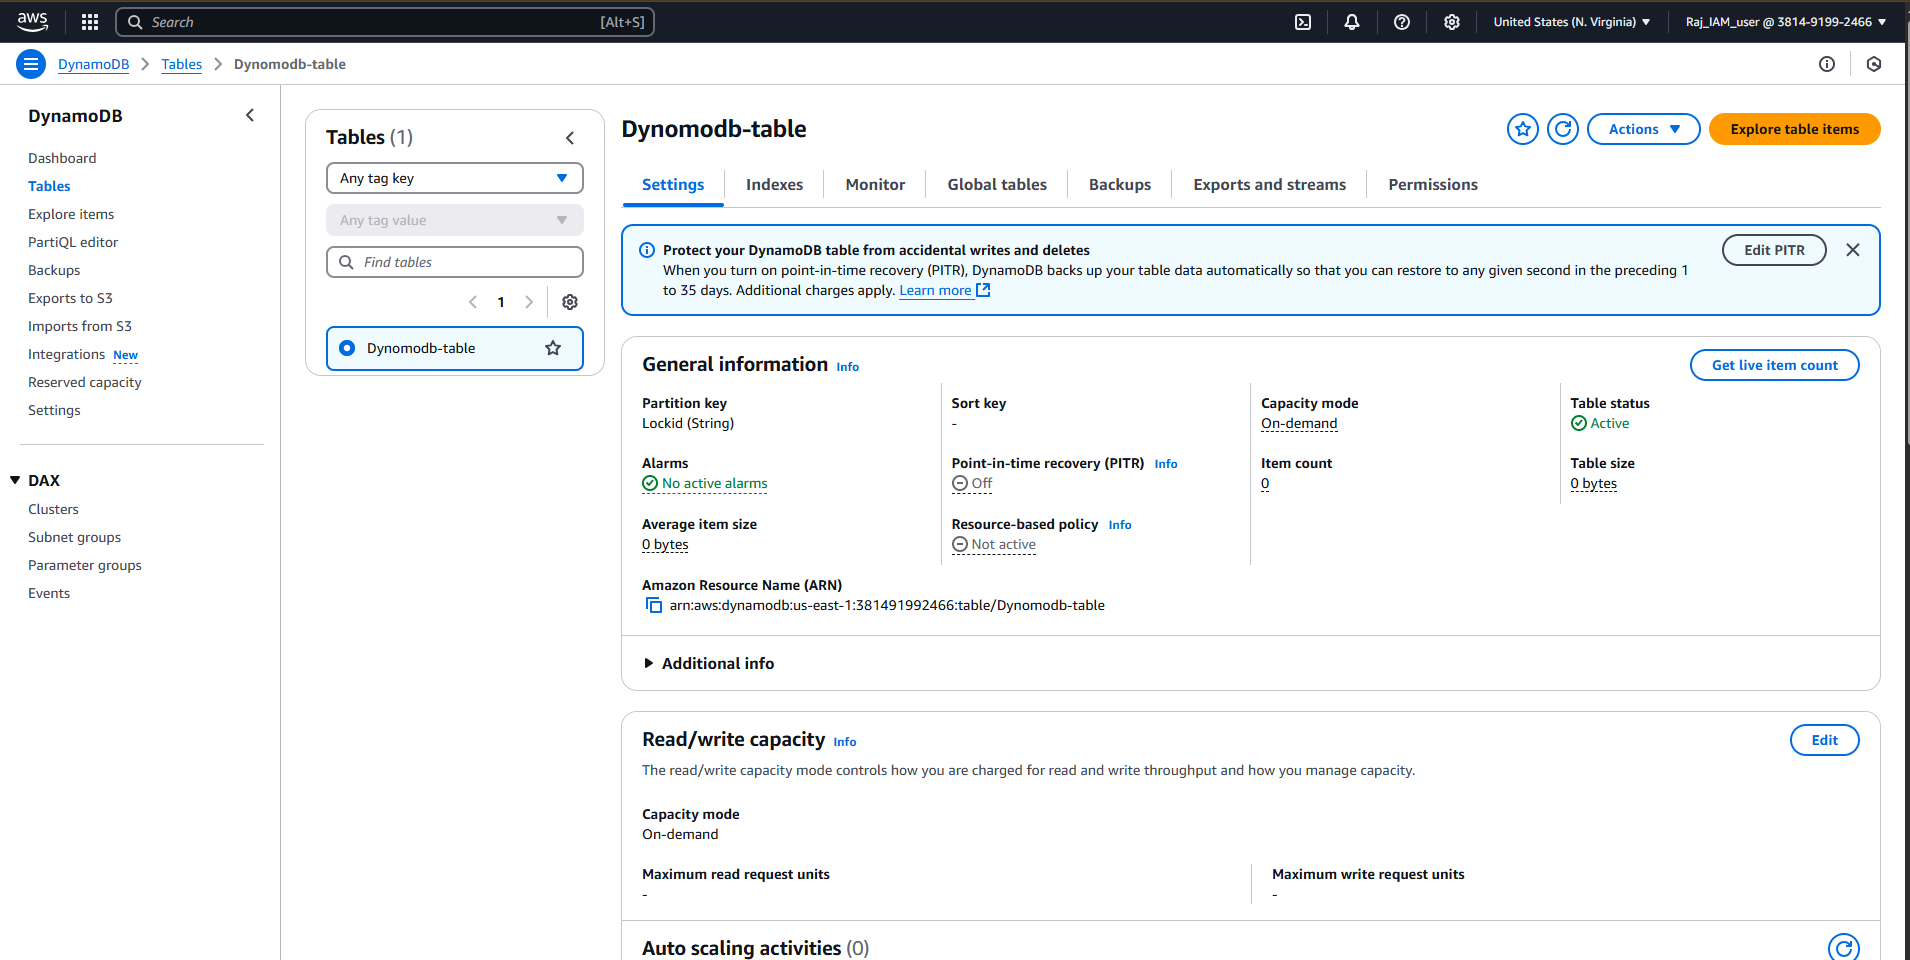 aws
Search [Alt+S]
United States (N. Virginia)
Raj_IAM_user @ 3814-9199-2466
DynamoDB
Tables
Dynomodb-table
DynamoDB
Dashboard
Tables
Explore items
PartiQL editor
Backups
Exports to S3
Imports from S3
Integrations New
Reserved capacity
Settings
DAX
Clusters
Subnet groups
Parameter groups
Events
Tables (1)
Any tag key
Any tag value
Find tables
1
Dynomodb-table
Dynomodb-table
Actions
Explore table items
Settings
Indexes
Monitor
Global tables
Backups
Exports and streams
Permissions
Protect your DynamoDB table from accidental writes and deletes
When you turn on point-in-time recovery (PITR), DynamoDB backs up your table data automatically so that you can restore to any given second in the preceding 1
to 35 days. Additional charges apply. Learn more
Edit PITR
General information Info
Get live item count
Partition key
Lockid (String)
Sort key
-
Capacity mode
On-demand
Table status
Active
Alarms
No active alarms
Point-in-time recovery (PITR) Info
Off
Item count
0
Table size
0 bytes
Average item size
0 bytes
Resource-based policy Info
Not active
Amazon Resource Name (ARN)
arn:aws:dynamodb:us-east-1:381491992466:table/Dynomodb-table
Additional info
Read/write capacity Info
Edit
The read/write capacity mode controls how you are charged for read and write throughput and how you manage capacity.
Capacity mode
On-demand
Maximum read request units
-
Maximum write request units
-
Auto scaling activities (0)